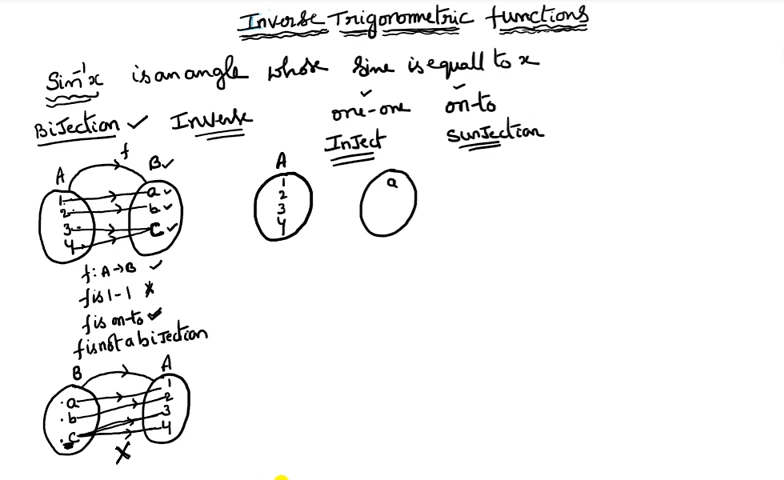 Inverse Trigonometric functions
Sin⁻¹x is an angle whose sine is equall to x
BiJection ✓ Inverse one-one ✓ on-to ✓
InJect SurJection
f
A B✓
1 a✓
2 b✓
3 C✓
4
A
1
2
3
4
a
f: A→B ✓
f is 1-1 ✗
f is on-to ✓
f is not a biJection
B A
a 1
b 2
c 3
4
X